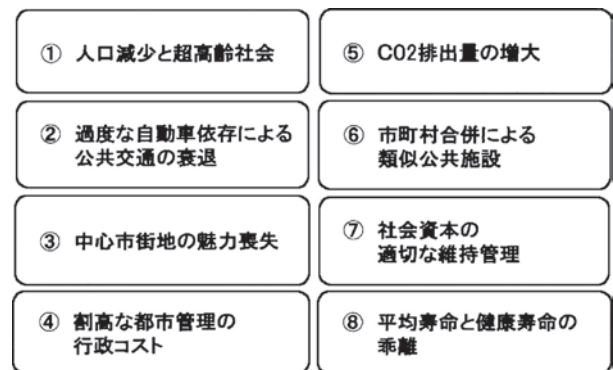 ① 人口減少と超高齢社会
② 過度な自動車依存による
公共交通の衰退
③ 中心市街地の魅力喪失
④ 割高な都市管理の
行政コスト
⑤ CO2排出量の増大
⑥ 市町村合併による
類似公共施設
⑦ 社会資本の
適切な維持管理
⑧ 平均寿命と健康寿命の
乖離